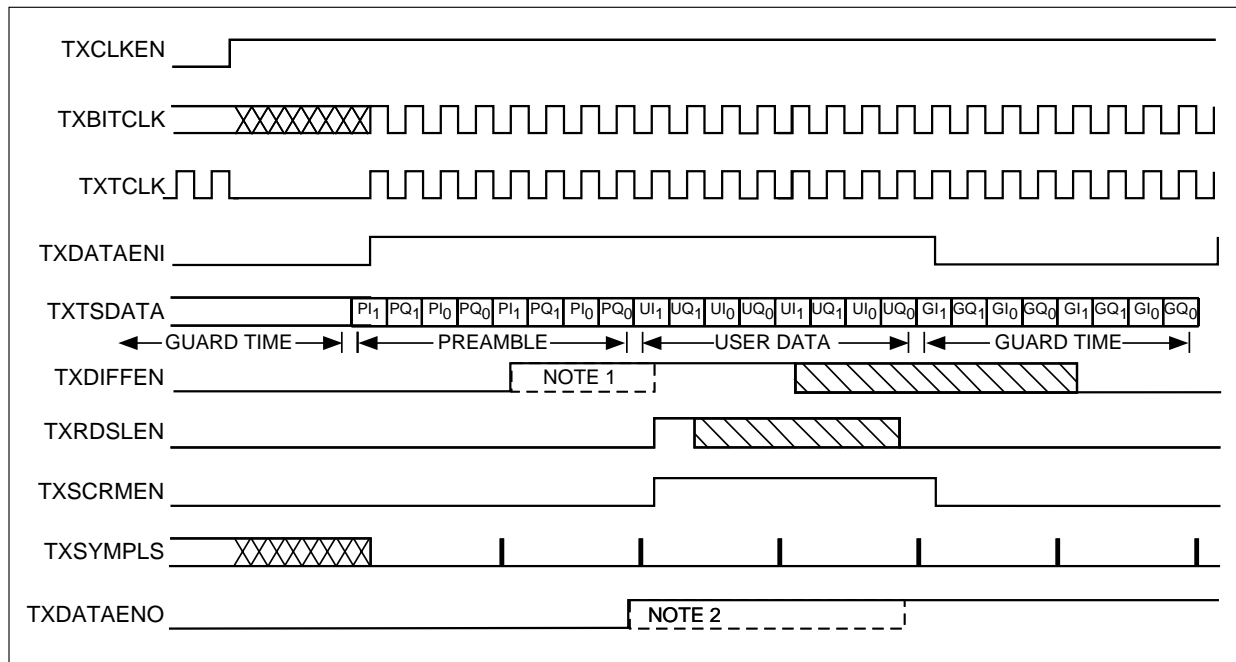 TXCLKEN
TXBITCLK
TXTCLK
TXDATAENI
TXTSDATA PI1 PQ1 PI0 PQ0 PI1 PQ1 PI0 PQ0 UI1 UQ1 UI0 UQ0 UI1 UQ1 UI0 UQ0 GI1 GQ1 GI0 GQ0 GI1 GQ1 GI0 GQ0
GUARD TIME PREAMBLE USER DATA GUARD TIME
TXDIFFEN NOTE 1
TXRDSLEN
TXSCRMEN
TXSYMPLS
TXDATAENO NOTE 2